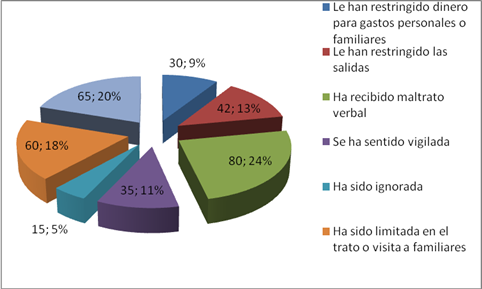 30; 9%
42; 13%
80; 24%
35; 11%
15; 5%
60; 18%
65; 20%
Le han restringido dinero
para gastos personales o
familiares
Le han restringido las
salidas
Ha recibido maltrato
verbal
Se ha sentido vigilada
Ha sido ignorada
Ha sido limitada en el
trato o visita a familiares